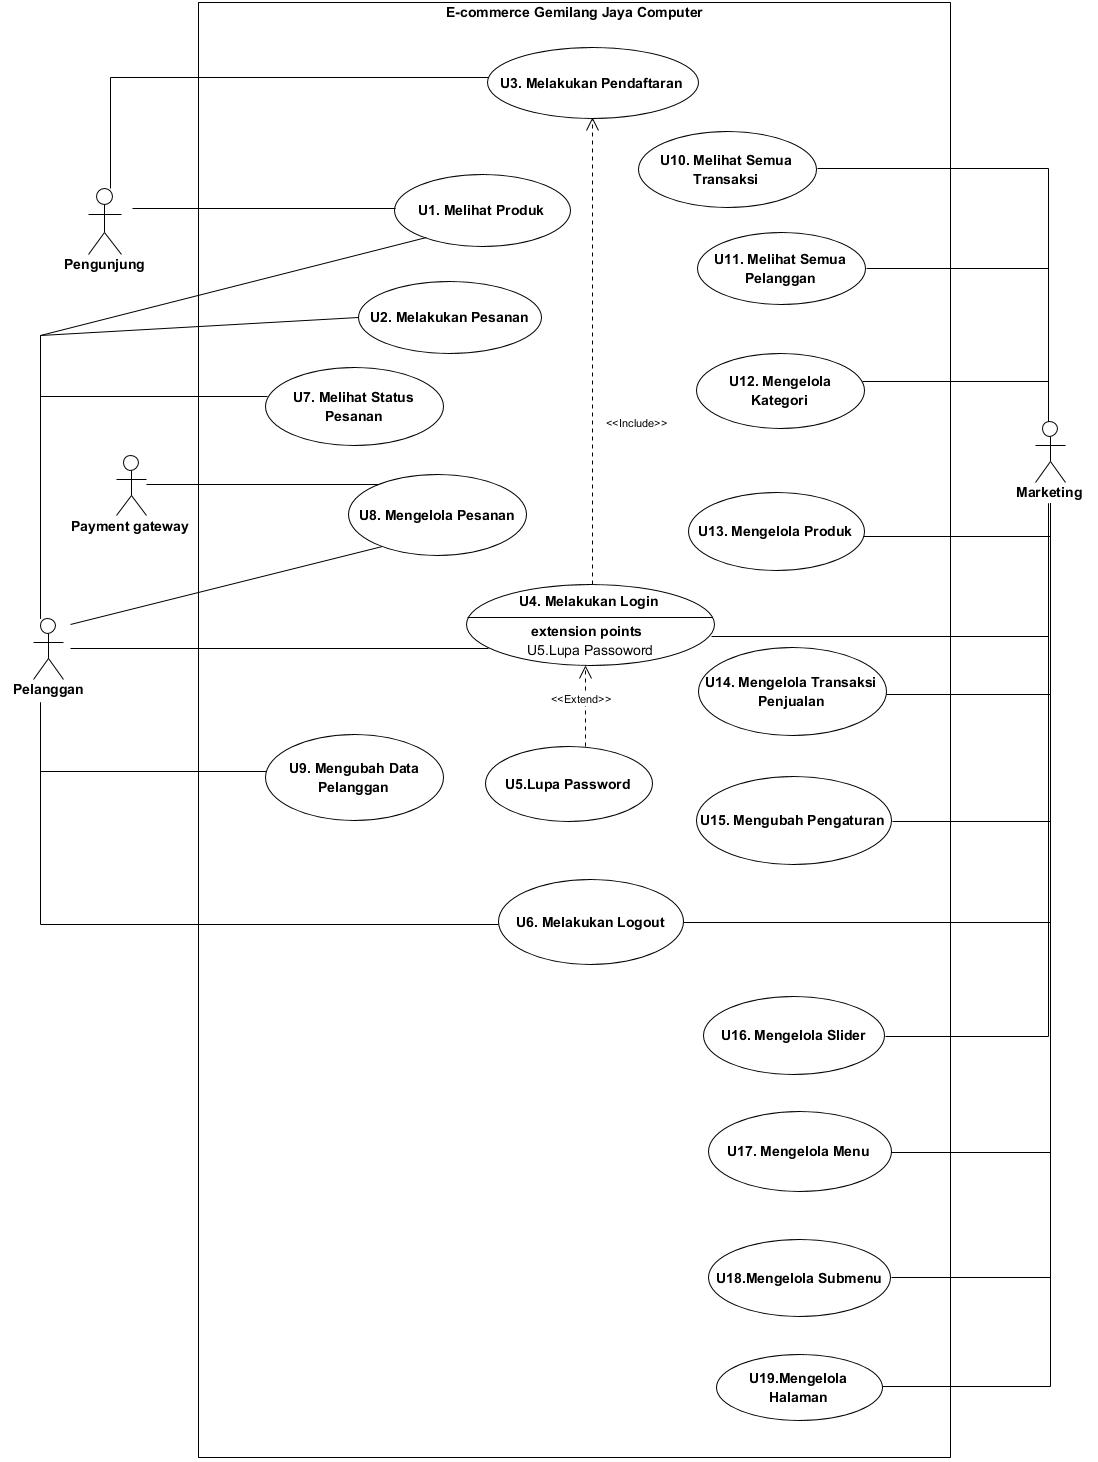 E-commerce Gemilang Jaya Computer
U3. Melakukan Pendaftaran
U10. Melihat Semua
Transaksi
U1. Melihat Produk
Pengunjung
U11. Melihat Semua
Pelanggan
U2. Melakukan Pesanan
U7. Melihat Status
Pesanan
U12. Mengelola
Kategori
<<Include>>
Marketing
Payment gateway
U8. Mengelola Pesanan
U13. Mengelola Produk
U4. Melakukan Login
extension points
U5.Lupa Passoword
Pelanggan
U14. Mengelola Transaksi
Penjualan
<<Extend>>
U9. Mengubah Data
Pelanggan
U5.Lupa Password
U15. Mengubah Pengaturan
U6. Melakukan Logout
U16. Mengelola Slider
U17. Mengelola Menu
U18.Mengelola Submenu
U19.Mengelola
Halaman